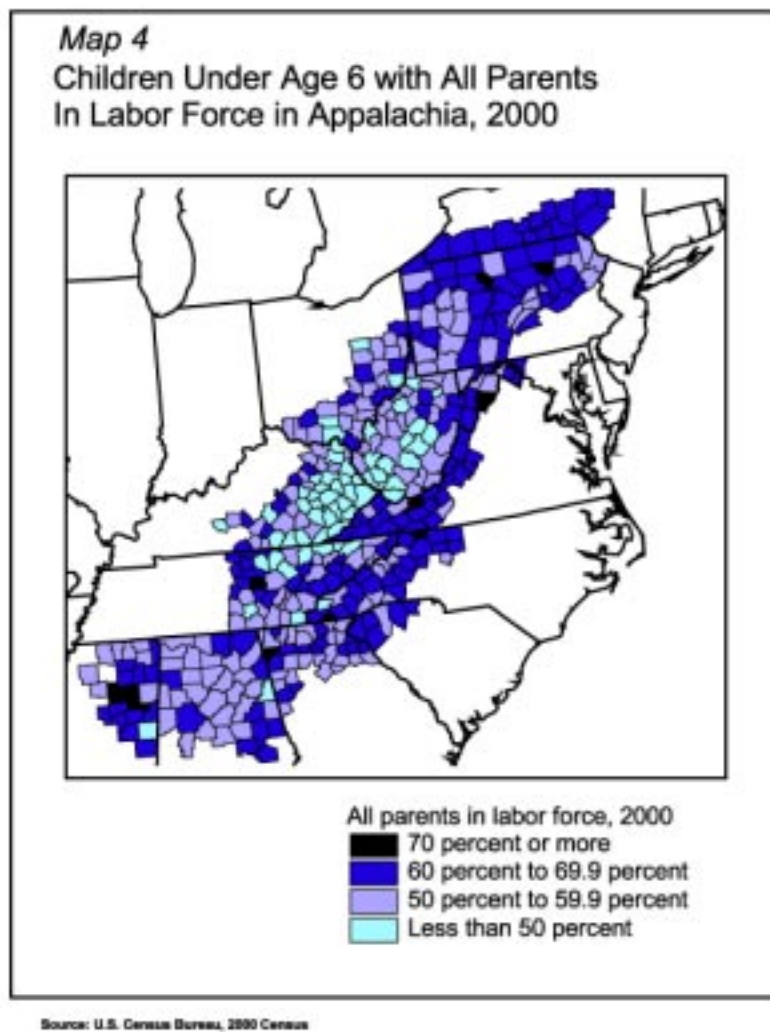 Map 4
Children Under Age 6 with All Parents
In Labor Force in Appalachia, 2000
All parents in labor force, 2000
70 percent or more
60 percent to 69.9 percent
50 percent to 59.9 percent
Less than 50 percent
Source: U.S. Census Bureau, 2000 Census